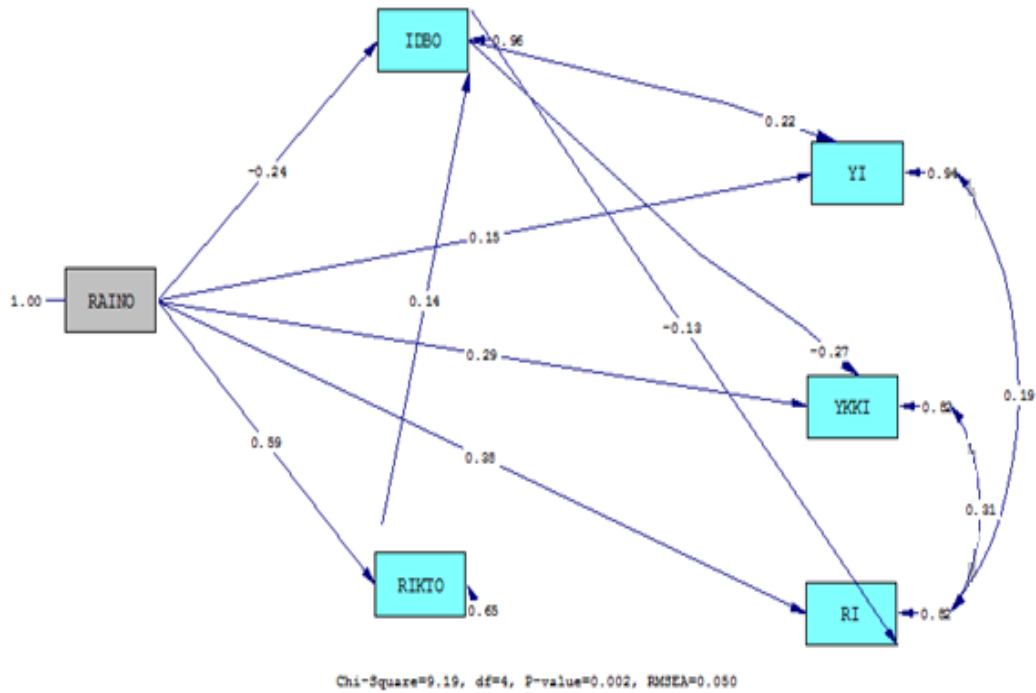 IDBO
0.96
0.22
YI
0.94
-0.24
0.15
1.00
RAINO
0.14
-0.13
0.29
-0.27
YKKI
0.82
0.19
0.59
0.38
0.31
RIKTO
0.65
RI
0.82
Chi-Square=9.19, df=4, P-value=0.002, RMSEA=0.050